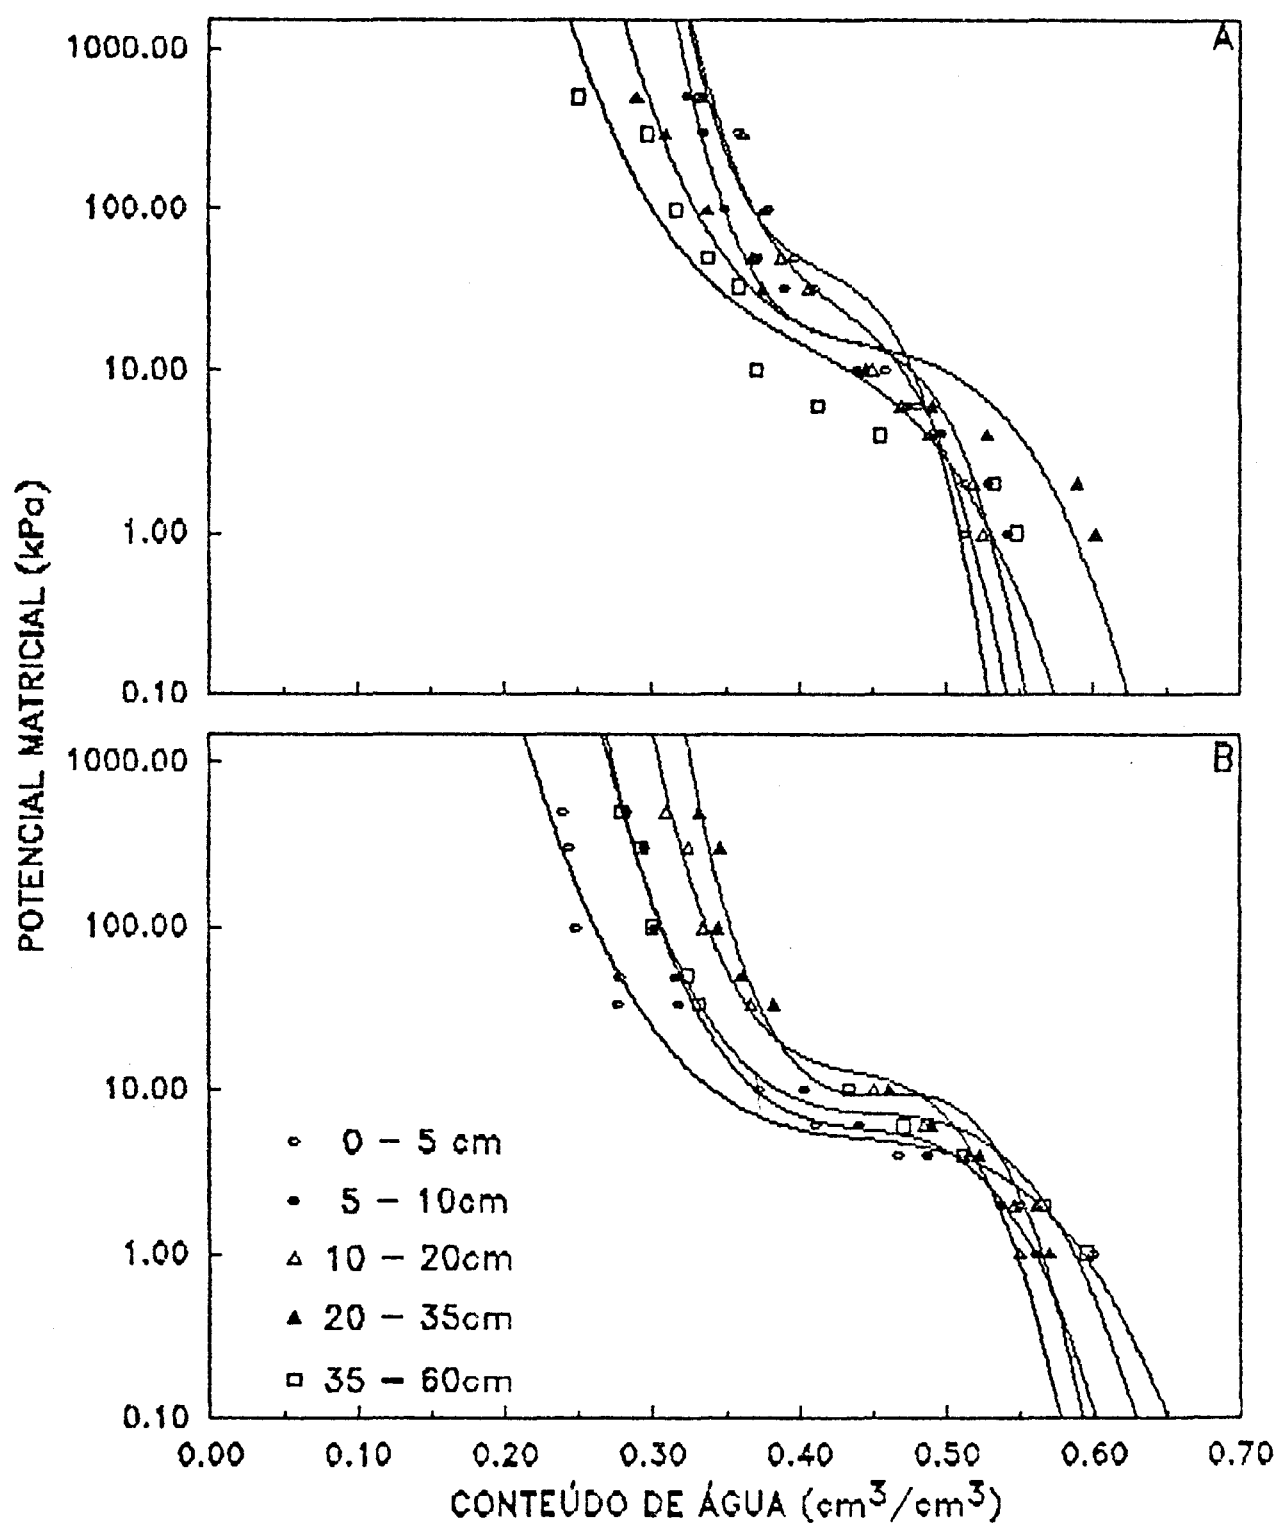 A
1000.00
100.00
10.00
1.00
0.10
POTENCIAL MATRICIAL (kPa)
B
1000.00
100.00
10.00
1.00
0.10
0 – 5 cm
5 – 10cm
10 – 20cm
20 – 35cm
35 – 60cm
0.00 0.20 0.30 0.40 0.50 0.60 0.70
CONTEÚDO DE ÁGUA (cm³/cm³)